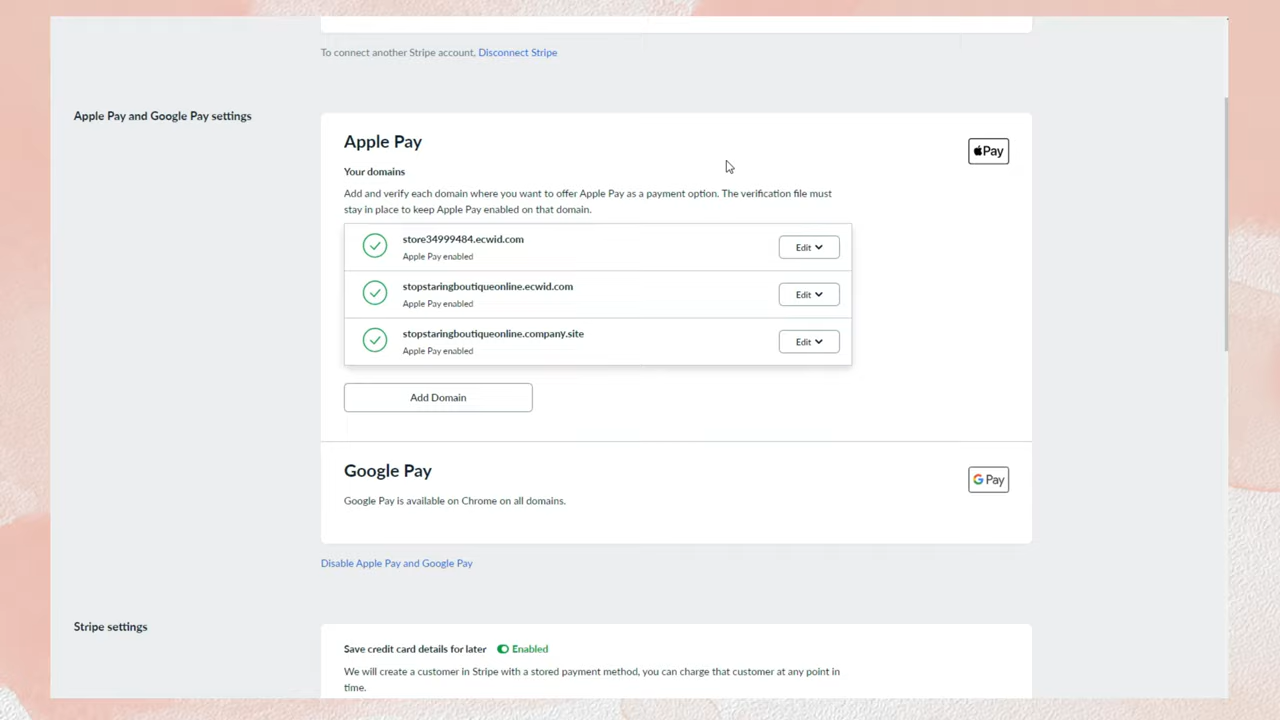 To connect another Stripe account, Disconnect Stripe
Apple Pay and Google Pay settings
Apple Pay
Pay
Your domains
Add and verify each domain where you want to offer Apple Pay as a payment option. The verification file must
stay in place to keep Apple Pay enabled on that domain.
store34999484.ecwid.com
Apple Pay enabled
Edit
stopstaringboutiqueonline.ecwid.com
Apple Pay enabled
Edit
stopstaringboutiqueonline.company.site
Apple Pay enabled
Edit
Add Domain
Google Pay
G Pay
Google Pay is available on Chrome on all domains.
Disable Apple Pay and Google Pay
Stripe settings
Save credit card details for later Enabled
We will create a customer in Stripe with a stored payment method, you can charge that customer at any point in
time.